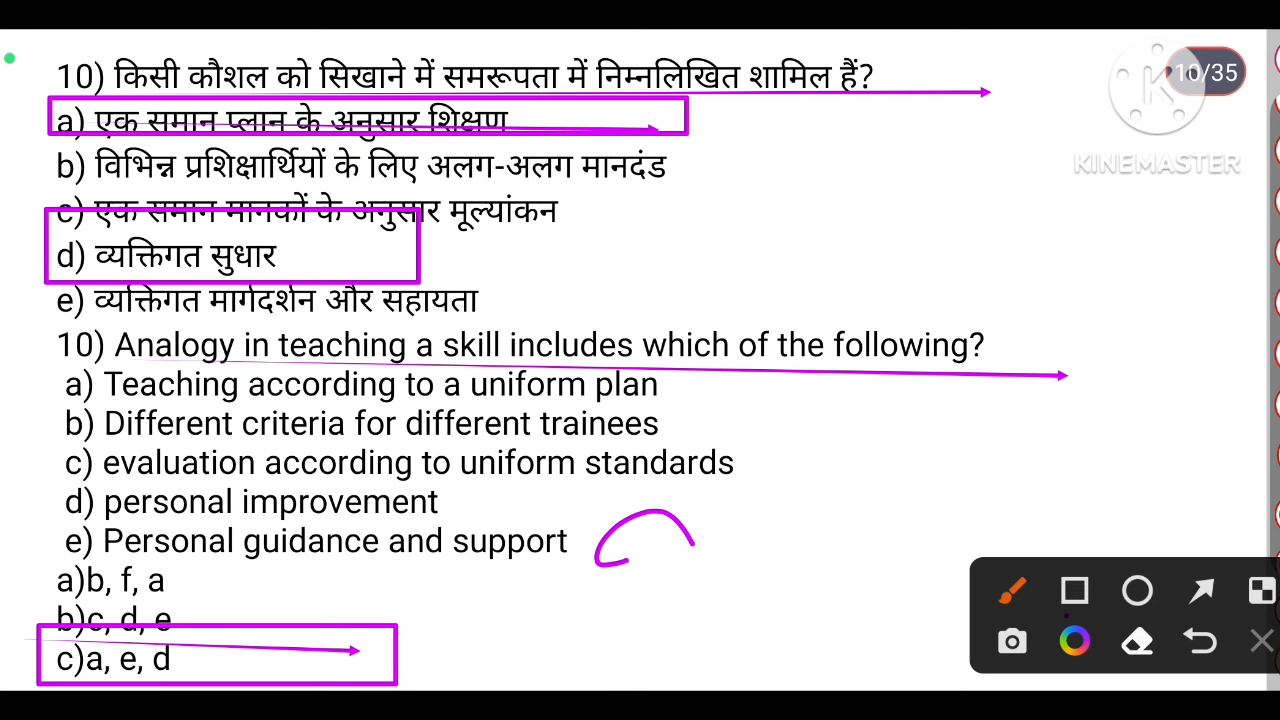 10) किसी कौशल को सिखाने में समरूपता में निम्नलिखित शामिल हैं?
10/35
KINEMASTER
a) एक समान प्लान के अनुसार शिक्षण
b) विभिन्न प्रशिक्षार्थियों के लिए अलग-अलग मानदंड
c) एक समान मानकों के अनुसार मूल्यांकन
d) व्यक्तिगत सुधार
e) व्यक्तिगत मार्गदर्शन और सहायता
10) Analogy in teaching a skill includes which of the following?
a) Teaching according to a uniform plan
b) Different criteria for different trainees
c) evaluation according to uniform standards
d) personal improvement
e) Personal guidance and support
a)b, f, a
b)c, d, e
c)a, e, d